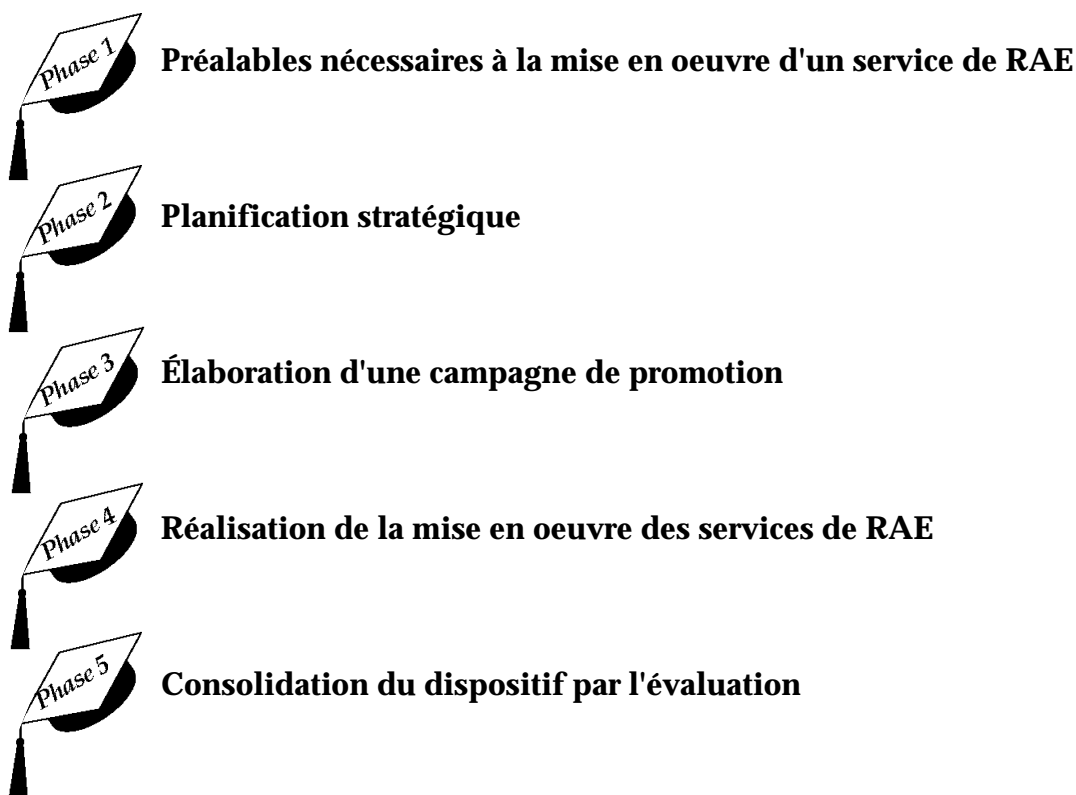 Phase 1 Préalables nécessaires à la mise en oeuvre d'un service de RAE
Phase 2 Planification stratégique
Phase 3 Élaboration d'une campagne de promotion
Phase 4 Réalisation de la mise en oeuvre des services de RAE
Phase 5 Consolidation du dispositif par l'évaluation